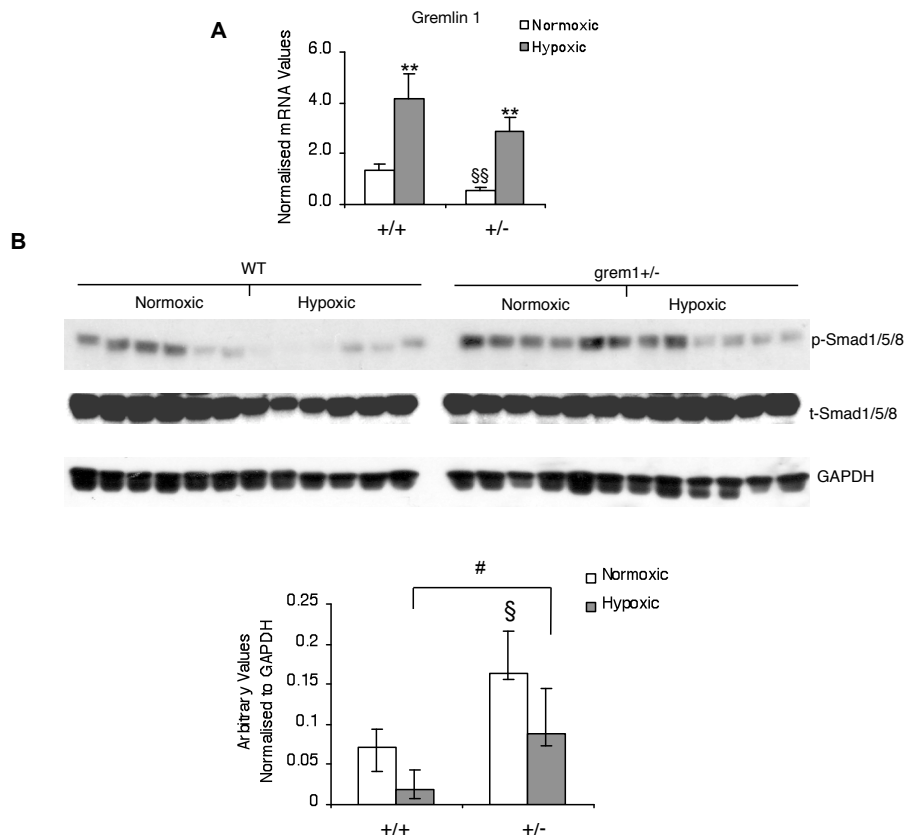 A
Gremlin 1
Normoxic
Hypoxic
Normalised mRNA Values
6.0
4.0
2.0
0.0
**
§§
**
+/+
+/-
B
WT
grem1+/-
Normoxic
Hypoxic
Normoxic
Hypoxic
p-Smad1/5/8
t-Smad1/5/8
GAPDH
#
Normoxic
Hypoxic
Arbitrary Values
Normalised to GAPDH
0.25
0.2
0.15
0.1
0.05
0
§
+/+
+/-